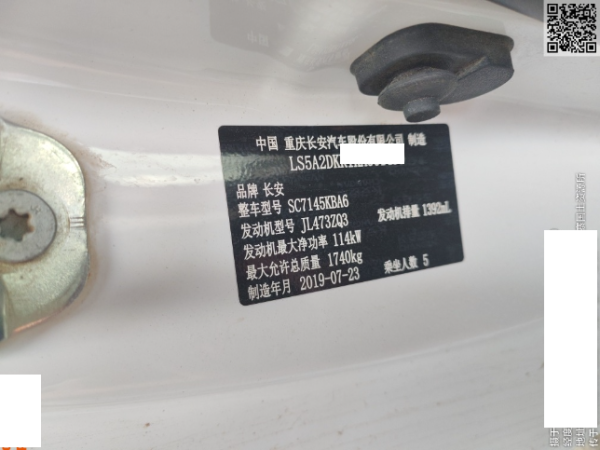 中国 重庆长安汽车股份有限公司 制造
LS5A2DK
品牌 长安
整车型号 SC7145KBA6
发动机型号 JL473ZQ3
发动机排量 1392mL
发动机最大净功率 114kW
最大允许总质量 1740kg
乘坐人数 5
制造年月 2019-07-23